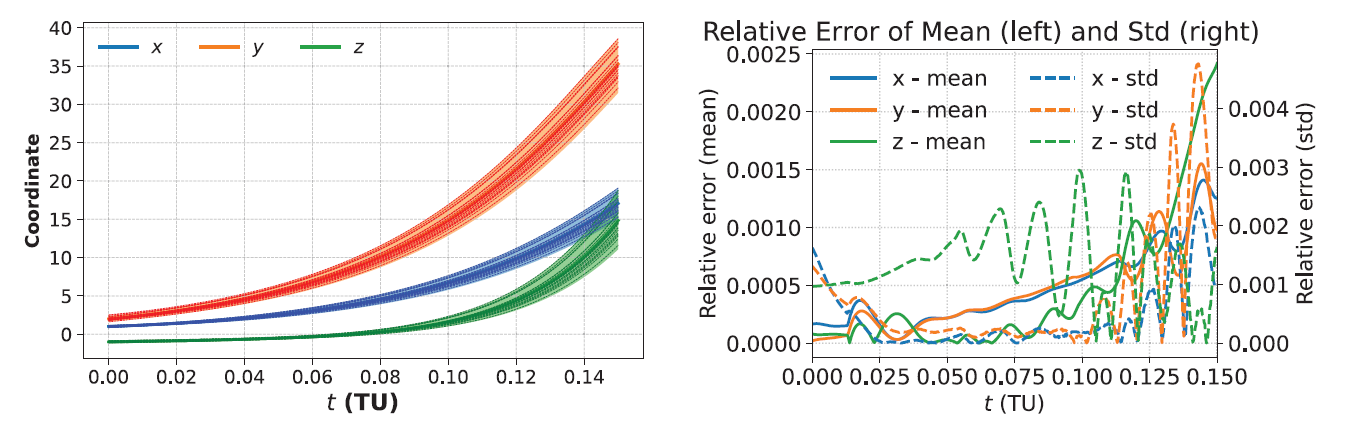 x y z
40
35
30
25
20
15
10
5
0
Coordinate
0.00 0.02 0.04 0.06 0.08 0.10 0.12 0.14
t (TU)
Relative Error of Mean (left) and Std (right)
x - mean x - std
y - mean y - std
z - mean z - std
0.0025
0.0020
0.0015
0.0010
0.0005
0.0000
Relative error (mean)
0.004
0.003
0.002
0.001
0.000
Relative error (std)
0.000 0.025 0.050 0.075 0.100 0.125 0.150
t (TU)